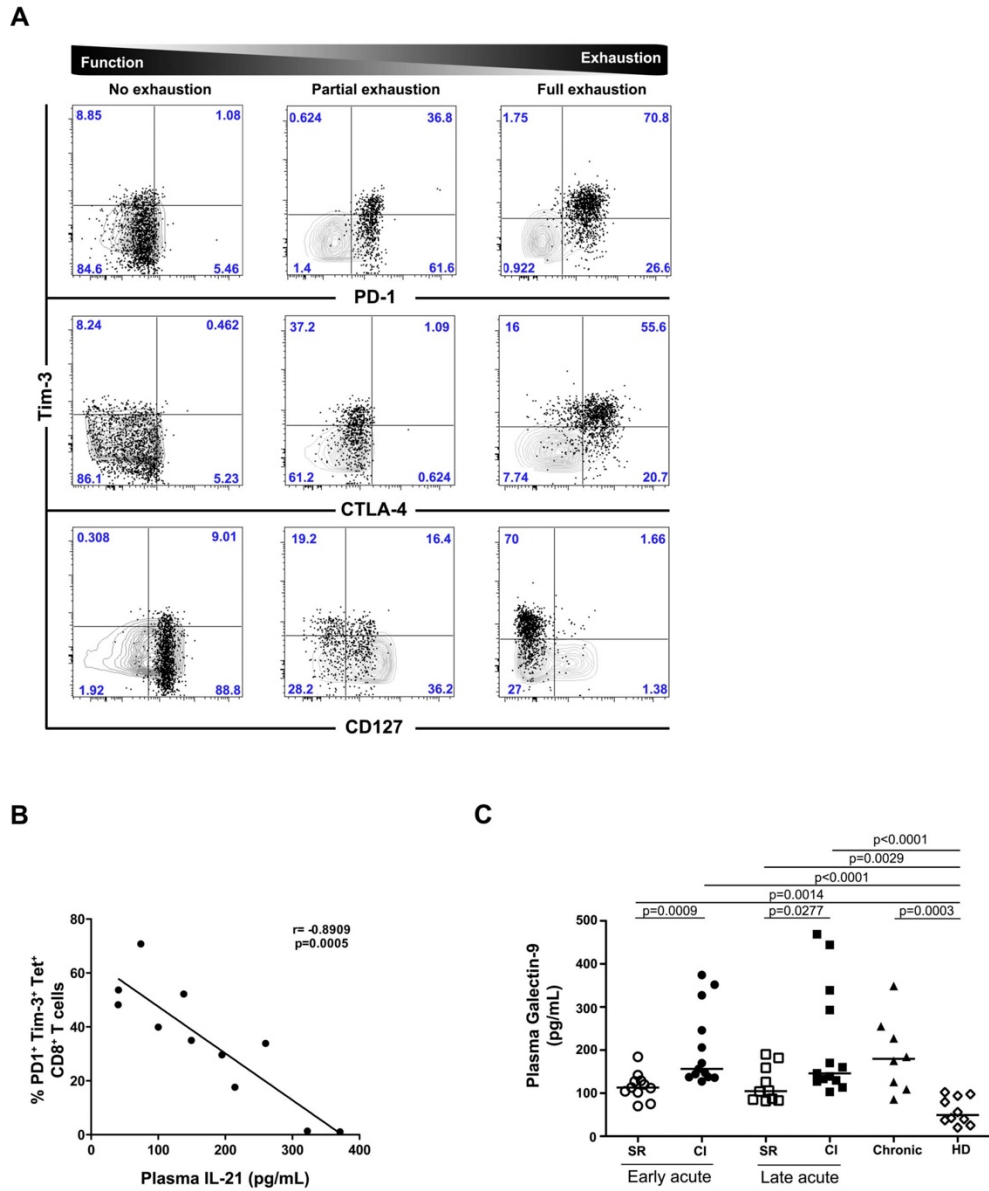 A
Function Exhaustion
No exhaustion Partial exhaustion Full exhaustion
8.85 1.08 0.624 36.8 1.75 70.8
84.6 5.46 1.4 61.6 0.922 26.6
PD-1
8.24 0.462 37.2 1.09 16 55.6
Tim-3
86.1 5.23 61.2 0.624 7.74 20.7
CTLA-4
0.308 9.01 19.2 16.4 70 1.66
1.92 88.8 28.2 36.2 27 1.38
CD127
B
80
60
40
20
0
0 100 200 300 400
% PD1+ Tim-3+ Tet+
CD8+ T cells
r= -0.8909
p=0.0005
Plasma IL-21 (pg/mL)
C
p<0.0001
p=0.0029
p<0.0001
p=0.0014
p=0.0009 p=0.0277 p=0.0003
500
400
300
200
100
0
Plasma Galectin-9
(pg/mL)
SR CI SR CI Chronic HD
Early acute Late acute